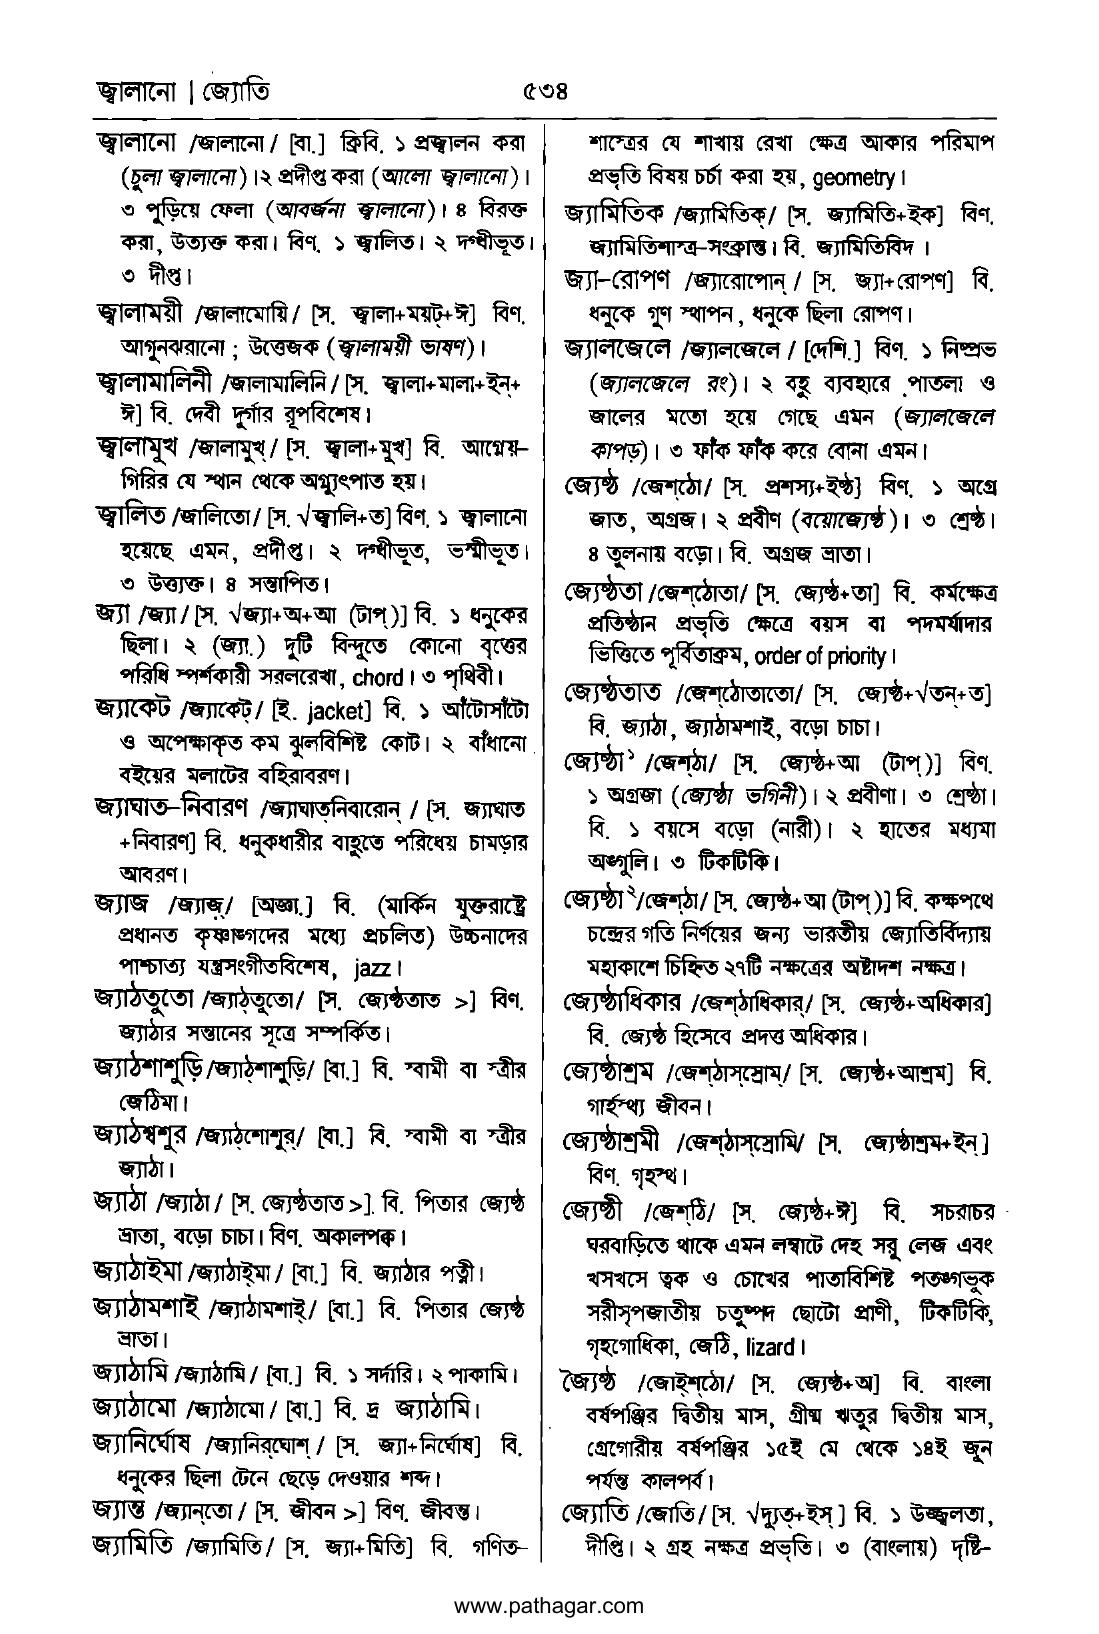 জ্বালানো | জ্যোতি
৫৩৪
জ্বালানো /জালানো/ [বা.] ক্রিবি. ১ প্রজ্বালন করা
(চুলা জ্বালানো)।২ প্রদীপ্ত করা (আলো জ্বালানো)।
৩ পুড়িয়ে ফেলা (আবর্জনা জ্বালানো)। ৪ বিরক্ত
করা, উত্যক্ত করা। বিণ. ১ জ্বালিত। ২ দগ্ধীভূত।
৩ দীপ্ত।
জ্বালাময়ী /জালামোয়ি/ [স. জ্বালা+ময়ট্+ঈ] বিণ.
আগুনঝরানো ; উত্তেজক (জ্বালাময়ী ভাষণ)।
জ্বালামালিনী /জালামালিনি/ [স. জ্বালা+মালা+ইন্+
ঈ] বি. দেবী দুর্গার রূপবিশেষ।
জ্বালামুখ /জালামুখ্/ [স. জ্বালা+মুখ] বি. আগ্নেয়-
গিরির যে স্থান থেকে অগ্ন্যুৎপাত হয়।
জ্বালিত /জালিতো/ [স. √জ্বালি+ত] বিণ. ১ জ্বালানো
হয়েছে এমন, প্রদীপ্ত। ২ দগ্ধীভূত, ভস্মীভূত।
৩ উত্ত্যক্ত। ৪ সন্তাপিত।
জ্যা /জ্যা/ [স. √জ্যা+অ+আ (টাপ্)] বি. ১ ধনুকের
ছিলা। ২ (জ্যা.) দুটি বিন্দুতে কোনো বৃত্তের
পরিধি স্পর্শকারী সরলরেখা, chord। ৩ পৃথিবী।
জ্যাকেট /জ্যাকেট্/ [ই. jacket] বি. ১ আঁটোসাঁটো
ও অপেক্ষাকৃত কম ঝুলবিশিষ্ট কোট। ২ বাঁধানো
বইয়ের মলাটের বহিরাবরণ।
জ্যাঘাত-নিবারণ /জ্যাঘাত্‌নিবারোন্/ [স. জ্যাঘাত
+নিবারণ] বি. ধনুকধারীর বাহুতে পরিধেয় চামড়ার
আবরণ।
জ্যাজ /জ্যাজ়্/ [অজ্ঞা.] বি. (মার্কিন যুক্তরাষ্ট্রে
প্রধানত কৃষ্ণাঙ্গদের মধ্যে প্রচলিত) উচ্চনাদের
পাশ্চাত্য যন্ত্রসংগীতবিশেষ, jazz।
জ্যাঠতুতো /জ্যাঠ্‌তুতো/ [স. জ্যেষ্ঠতাত >] বিণ.
জ্যাঠার সন্তানের সূত্রে সম্পর্কিত।
জ্যাঠশাশুড়ি /জ্যাঠ্‌শাশুড়ি/ [বা.] বি. স্বামী বা স্ত্রীর
জেঠিমা।
জ্যাঠশ্বশুর /জ্যাঠ্‌শোশুর্/ [বা.] বি. স্বামী বা স্ত্রীর
জ্যাঠা।
জ্যাঠা /জ্যাঠা/ [স. জ্যেষ্ঠতাত >]. বি. পিতার জ্যেষ্ঠ
ভ্রাতা, বড়ো চাচা। বিণ. অকালপক্ব।
জ্যাঠাইমা /জ্যাঠাই্‌মা/ [বা.] বি. জ্যাঠার পত্নী।
জ্যাঠামশাই /জ্যাঠামশাই্/ [বা.] বি. পিতার জ্যেষ্ঠ
ভ্রাতা।
জ্যাঠামি /জ্যাঠামি/ [বা.] বি. ১ সর্দারি। ২ পাকামি।
জ্যাঠামো /জ্যাঠামো/ [বা.] বি. দ্র জ্যাঠামি।
জ্যানির্ঘোষ /জ্যানির্‌ঘোশ্/ [স. জ্যা+নির্ঘোষ] বি.
ধনুকের ছিলা টেনে ছেড়ে দেওয়ার শব্দ।
জ্যান্ত /জ্যান্‌তো/ [স. জীবন >] বিণ. জীবন্ত।
জ্যামিতি /জ্যামিতি/ [স. জ্যা+মিতি] বি. গণিত-
শাস্ত্রের যে শাখায় রেখা ক্ষেত্র আকার পরিমাপ
প্রভৃতি বিষয় চর্চা করা হয়, geometry।
জ্যামিতিক /জ্যামিতিক্/ [স. জ্যামিতি+ইক] বিণ.
জ্যামিতিশাস্ত্র-সংক্রান্ত। বি. জ্যামিতিবিদ ।
জ্যা-রোপণ /জ্যারোপোন্/ [স. জ্যা+রোপণ] বি.
ধনুকে গুণ স্থাপন, ধনুকে ছিলা রোপণ।
জ্যালজেলে /জ্যালজেলে/ [দেশি.] বিণ. ১ নিষ্প্রভ
(জ্যালজেলে রং)। ২ বহু ব্যবহারে পাতলা ও
জালের মতো হয়ে গেছে এমন (জ্যালজেলে
কাপড়)। ৩ ফাঁক ফাঁক করে বোনা এমন।
জ্যেষ্ঠ /জেশ্‌ঠো/ [স. প্রশস্য+ইষ্ঠ] বিণ. ১ অগ্রে
জাত, অগ্রজ। ২ প্রবীণ (বয়োজ্যেষ্ঠ)। ৩ শ্রেষ্ঠ।
৪ তুলনায় বড়ো। বি. অগ্রজ ভ্রাতা।
জ্যেষ্ঠতা /জেশ্‌ঠোতা/ [স. জ্যেষ্ঠ+তা] বি. কর্মক্ষেত্র
প্রতিষ্ঠান প্রভৃতি ক্ষেত্রে বয়স বা পদমর্যাদার
ভিত্তিতে পূর্বিতাক্রম, order of priority।
জ্যেষ্ঠতাত /জেশ্‌ঠোতাতো/ [স. জ্যেষ্ঠ+√তন্+ত]
বি. জ্যাঠা, জ্যাঠামশাই, বড়ো চাচা।
জ্যেষ্ঠা১ /জেশ্‌ঠা/ [স. জ্যেষ্ঠ+আ (টাপ্)] বিণ.
১ অগ্রজা (জ্যেষ্ঠা ভগিনী)। ২ প্রবীণা। ৩ শ্রেষ্ঠা।
বি. ১ বয়সে বড়ো (নারী)। ২ হাতের মধ্যমা
অঙ্গুলি। ৩ টিকটিকি।
জ্যেষ্ঠা২ /জেশ্‌ঠা/ [স. জ্যেষ্ঠ+আ (টাপ্)] বি. কক্ষপথে
চন্দ্রের গতি নির্ণয়ের জন্য ভারতীয় জ্যোতির্বিদ্যায়
মহাকাশে চিহ্নিত ২৭টি নক্ষত্রের অষ্টাদশ নক্ষত্র।
জ্যেষ্ঠাধিকার /জেশ্‌ঠাধিকার্/ [স. জ্যেষ্ঠ+অধিকার]
বি. জ্যেষ্ঠ হিসেবে প্রদত্ত অধিকার।
জ্যেষ্ঠাশ্রম /জেশ্‌ঠাস্‌স্রোম্/ [স. জ্যেষ্ঠ+আশ্রম] বি.
গার্হস্থ্য জীবন।
জ্যেষ্ঠাশ্রমী /জেশ্‌ঠাস্‌স্রোমি/ [স. জ্যেষ্ঠাশ্রম+ইন্]
বিণ. গৃহস্থ।
জ্যেষ্ঠী /জেশ্‌ঠি/ [স. জ্যেষ্ঠ+ঈ] বি. সচরাচর
ঘরবাড়িতে থাকে এমন লম্বাটে দেহ সরু লেজ এবং
খসখসে ত্বক ও চোখের পাতাবিশিষ্ট পতঙ্গভুক
সরীসৃপজাতীয় চতুষ্পদ ছোটো প্রাণী, টিকটিকি,
গৃহগোধিকা, জেঠি, lizard।
জ্যৈষ্ঠ /জোই্‌শ্‌ঠো/ [স. জ্যেষ্ঠ+অ] বি. বাংলা
বর্ষপঞ্জির দ্বিতীয় মাস, গ্রীষ্ম ঋতুর দ্বিতীয় মাস,
গ্রেগোরীয় বর্ষপঞ্জির ১৫ই মে থেকে ১৪ই জুন
পর্যন্ত কালপর্ব।
জ্যোতি /জোতি/ [স. √দ্যুত্+ইস্] বি. ১ উজ্জ্বলতা,
দীপ্তি। ২ গ্রহ নক্ষত্র প্রভৃতি। ৩ (বাংলায়) দৃষ্টি-
www.pathagar.com